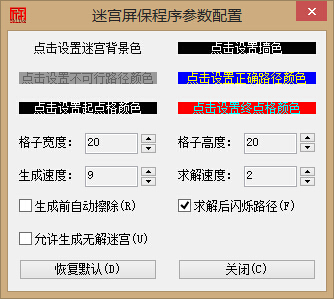 迷宫屏保程序参数配置
点击设置迷宫背景色
点击设置墙色
点击设置不可行路径颜色
点击设置正确路径颜色
点击设置起点格颜色
点击设置终点格颜色
格子宽度: 20
格子高度: 20
生成速度: 9
求解速度: 2
生成前自动擦除(R)
求解后闪烁路径(F)
允许生成无解迷宫(U)
恢复默认(D)
关闭(C)